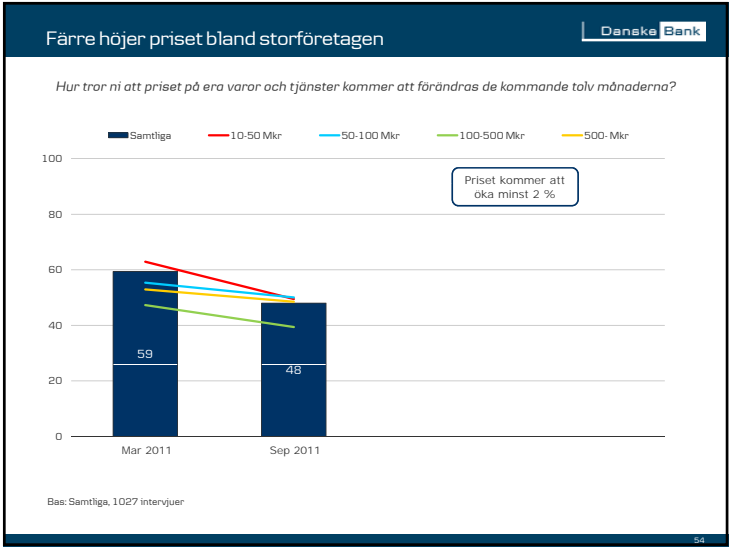 Färre höjer priset bland storföretagen
Danske Bank
Hur tror ni att priset på era varor och tjänster kommer att förändras de kommande tolv månaderna?
Samtliga 10-50 Mkr 50-100 Mkr 100-500 Mkr 500- Mkr
100
Priset kommer att
öka minst 2 %
80
60
40
59
48
20
0
Mar 2011 Sep 2011
Bas: Samtliga, 1027 intervjuer
54